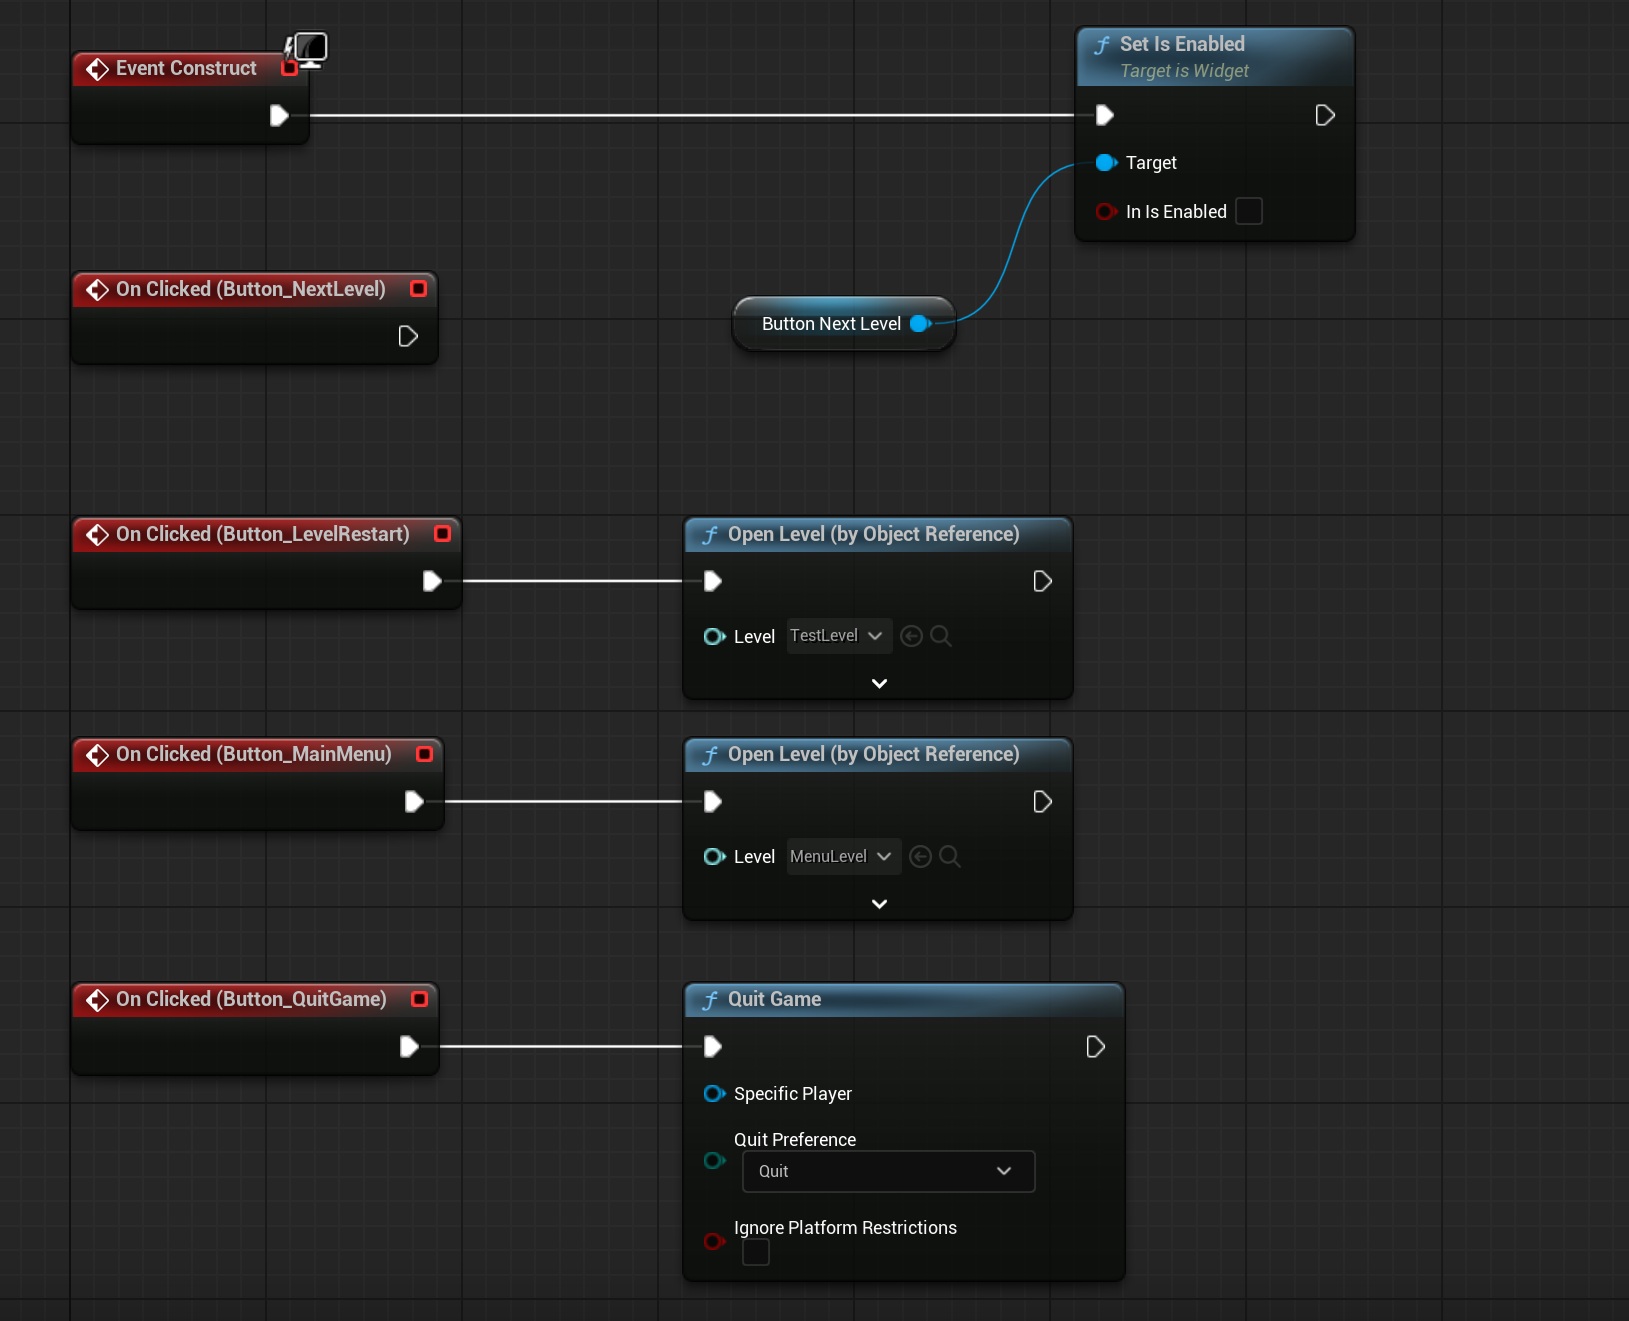 Event Construct
Set Is Enabled
Target is Widget
Target
In Is Enabled
On Clicked (Button_NextLevel)
Button Next Level
On Clicked (Button_LevelRestart)
Open Level (by Object Reference)
Level TestLevel
On Clicked (Button_MainMenu)
Open Level (by Object Reference)
Level MenuLevel
On Clicked (Button_QuitGame)
Quit Game
Specific Player
Quit Preference
Quit
Ignore Platform Restrictions